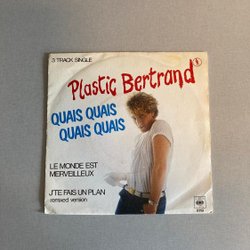 3 TRACK SINGLE
Plastic Bertrand
QUAIS QUAIS
QUAIS QUAIS
LE MONDE EST
MERVEILLEUX
J'TE FAIS UN PLAN
remixed version
CBS